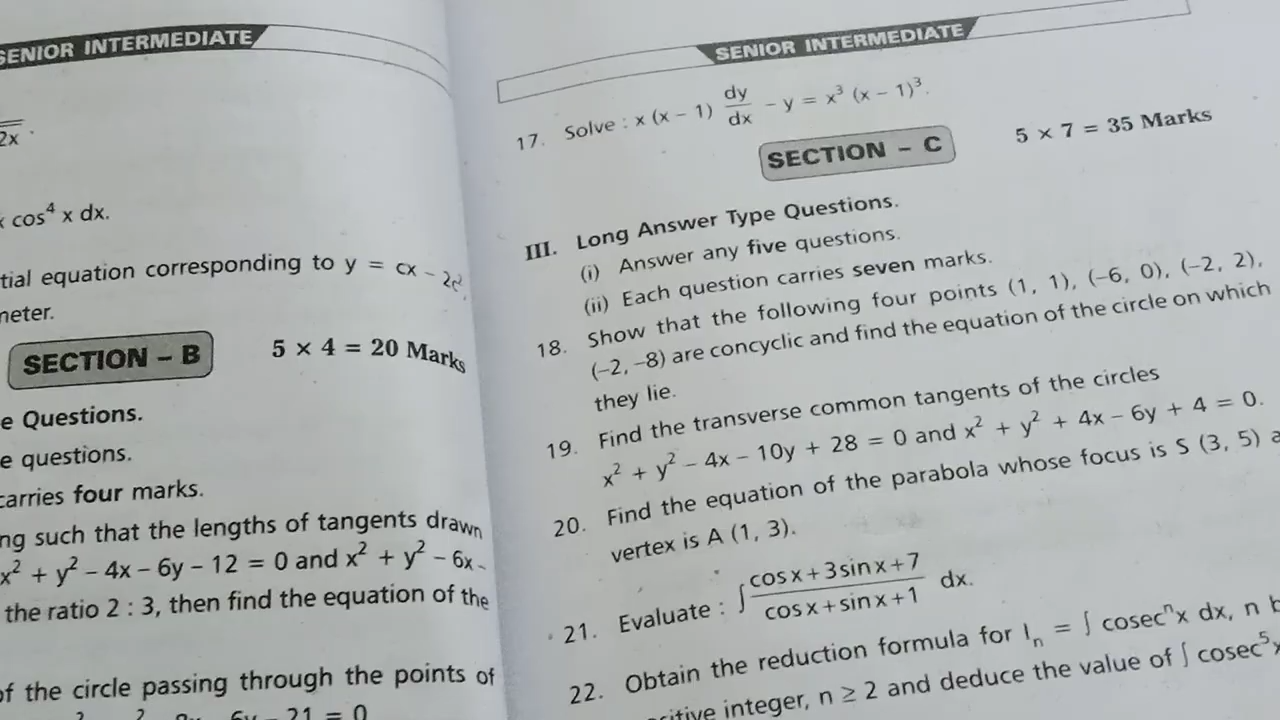 SENIOR INTERMEDIATE
2x .
cos⁴ x dx.
tial equation corresponding to y = cx – 2c²,
meter.
SECTION – B 5 × 4 = 20 Marks
e Questions.
e questions.
carries four marks.
ng such that the lengths of tangents drawn
x² + y² – 4x – 6y – 12 = 0 and x² + y² – 6x –
the ratio 2 : 3, then find the equation of the
of the circle passing through the points of
6y – 21 = 0
SENIOR INTERMEDIATE
17. Solve : x (x – 1) dy/dx – y = x³ (x – 1)³.
SECTION – C 5 × 7 = 35 Marks
III. Long Answer Type Questions.
(i) Answer any five questions.
(ii) Each question carries seven marks.
18. Show that the following four points (1, 1), (–6, 0), (–2, 2),
(–2, –8) are concyclic and find the equation of the circle on which
they lie.
19. Find the transverse common tangents of the circles
x² + y² – 4x – 10y + 28 = 0 and x² + y² + 4x – 6y + 4 = 0.
20. Find the equation of the parabola whose focus is S (3, 5) a
vertex is A (1, 3).
21. Evaluate : ∫ (cos x + 3 sin x + 7)/(cos x + sin x + 1) dx.
22. Obtain the reduction formula for Iₙ = ∫ cosecⁿx dx, n b
sitive integer, n ≥ 2 and deduce the value of ∫ cosec⁵ x